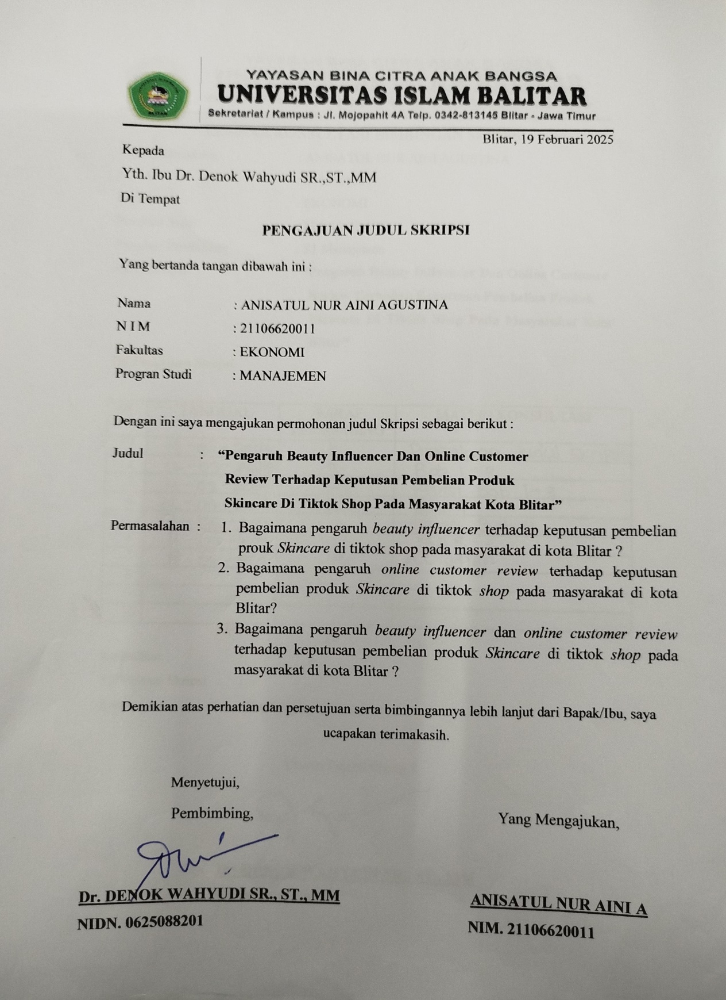 YAYASAN BINA CITRA ANAK BANGSA
UNIVERSITAS ISLAM BALITAR
Sekretariat / Kampus : Jl. Mojopahit 4A Telp. 0342-813145 Blitar - Jawa Timur
BLITAR
Blitar, 19 Februari 2025
Kepada
Yth. Ibu Dr. Denok Wahyudi SR.,ST.,MM
Di Tempat
PENGAJUAN JUDUL SKRIPSI
Yang bertanda tangan dibawah ini :
Nama : ANISATUL NUR AINI AGUSTINA
N I M : 21106620011
Fakultas : EKONOMI
Progran Studi : MANAJEMEN
Dengan ini saya mengajukan permohonan judul Skripsi sebagai berikut :
Judul : “Pengaruh Beauty Influencer Dan Online Customer
Review Terhadap Keputusan Pembelian Produk
Skincare Di Tiktok Shop Pada Masyarakat Kota Blitar”
Permasalahan : 1. Bagaimana pengaruh beauty influencer terhadap keputusan pembelian
prouk Skincare di tiktok shop pada masyarakat di kota Blitar ?
2. Bagaimana pengaruh online customer review terhadap keputusan
pembelian produk Skincare di tiktok shop pada masyarakat di kota
Blitar?
3. Bagaimana pengaruh beauty influencer dan online customer review
terhadap keputusan pembelian produk Skincare di tiktok shop pada
masyarakat di kota Blitar ?
Demikian atas perhatian dan persetujuan serta bimbingannya lebih lanjut dari Bapak/Ibu, saya
ucapakan terimakasih.
Menyetujui,
Pembimbing,
Yang Mengajukan,
Dr. DENOK WAHYUDI SR., ST., MM
NIDN. 0625088201
ANISATUL NUR AINI A
NIM. 21106620011